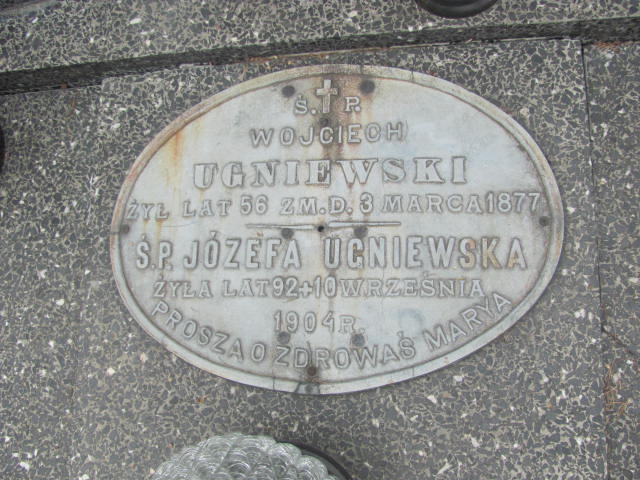 Ś. P.
WOJCIECH
UGNIEWSKI
ŻYŁ LAT 56 ZM. D. 3 MARCA 1877
Ś.P. JÓZEFA UGNIEWSKA
ŻYŁA LAT 92 + 10 WRZEŚNIA
1904 R.
PROSZĄ O ZDROWAŚ MARYA